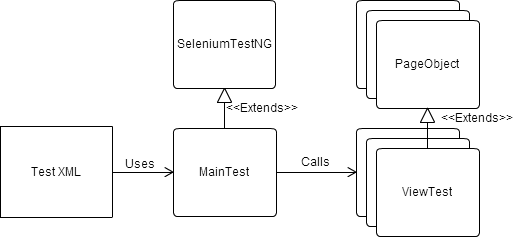 SeleniumTestNG
PageObject
<<Extends>>
<<Extends>>
Test XML
Uses
MainTest
Calls
ViewTest